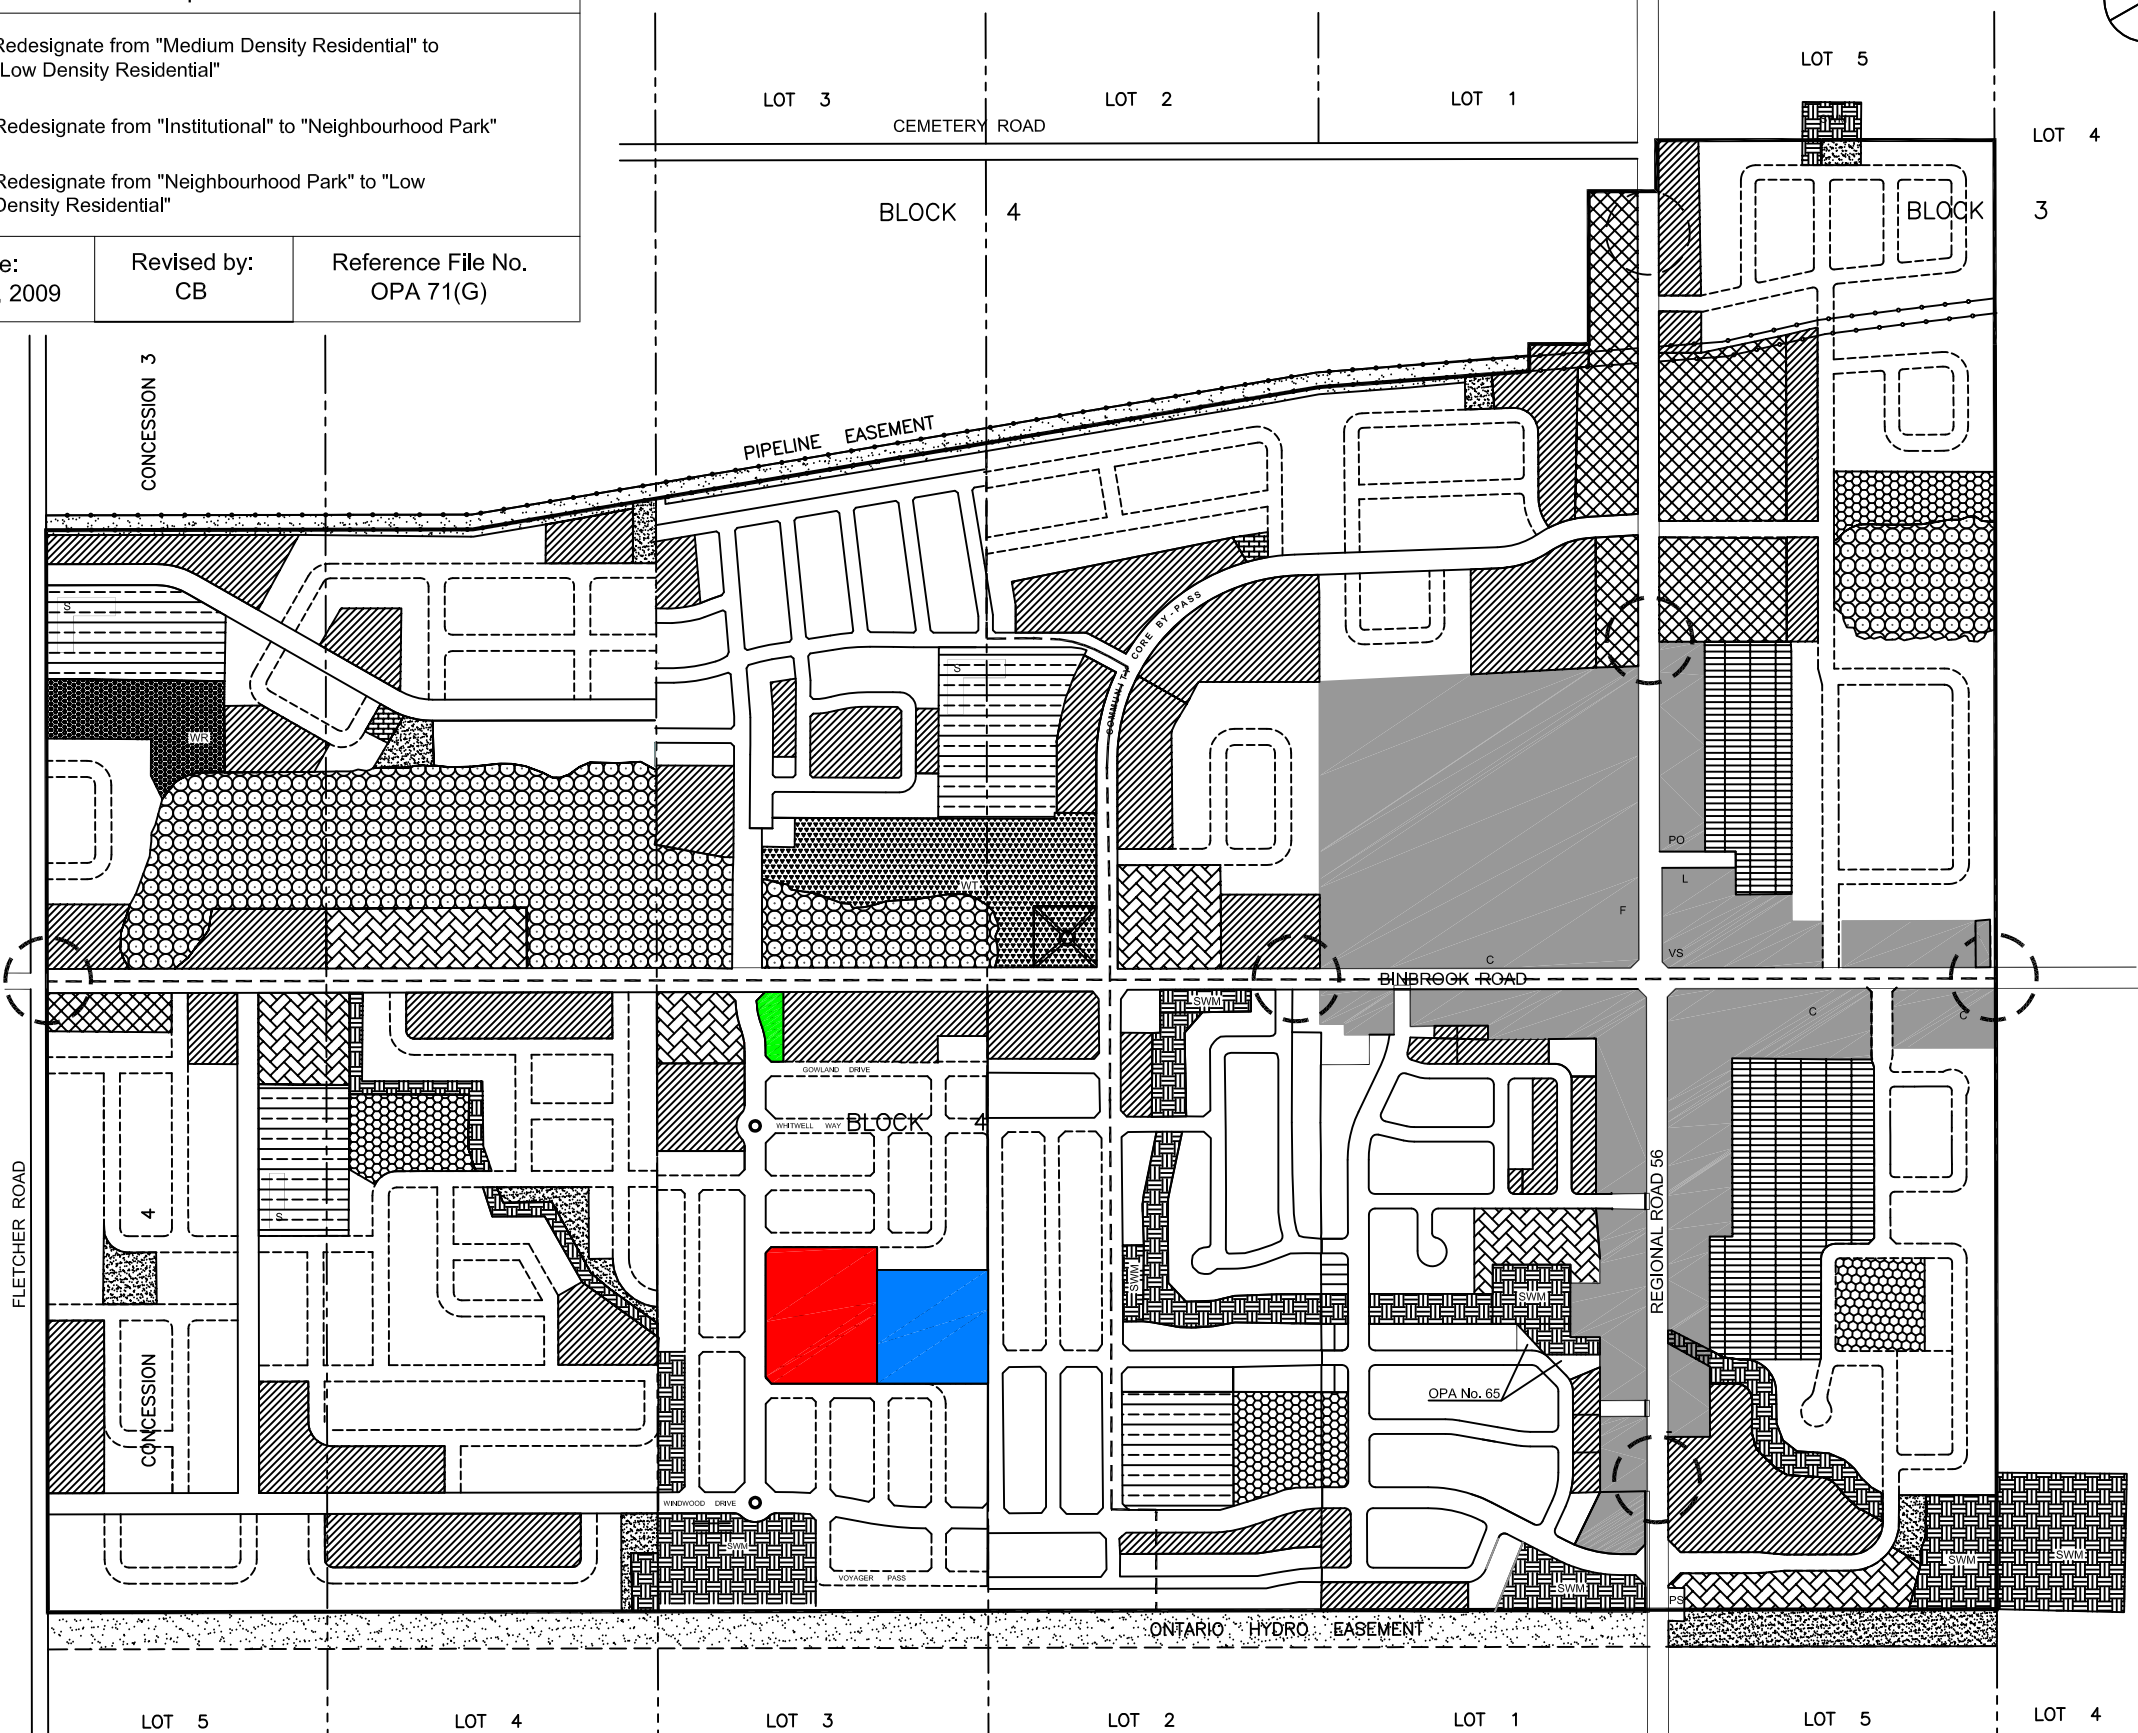 Redesignate from "Medium Density Residential" to
"Low Density Residential"
Redesignate from "Institutional" to "Neighbourhood Park"
Redesignate from "Neighbourhood Park" to "Low
Density Residential"
e:
, 2009
Revised by:
CB
Reference File No.
OPA 71(G)
LOT 3
LOT 2
LOT 1
LOT 5
LOT 4
CEMETERY ROAD
BLOCK 4
BLOCK 3
CONCESSION 3
PIPELINE EASEMENT
COMMUNITY CORE BY-PASS
S
S
WR
WT
PO
L
F
VS
C
BINBROOK ROAD
SWM
C
C
GOWLAND DRIVE
WHITWELL WAY
BLOCK 4
FLETCHER ROAD
CONCESSION 4
S
SWM
SWM
REGIONAL ROAD 56
OPA No. 65
WINDWOOD DRIVE
SWM
VOYAGER PASS
SWM
PS
SWM
SWM
ONTARIO HYDRO EASEMENT
LOT 5
LOT 4
LOT 3
LOT 2
LOT 1
LOT 5
LOT 4